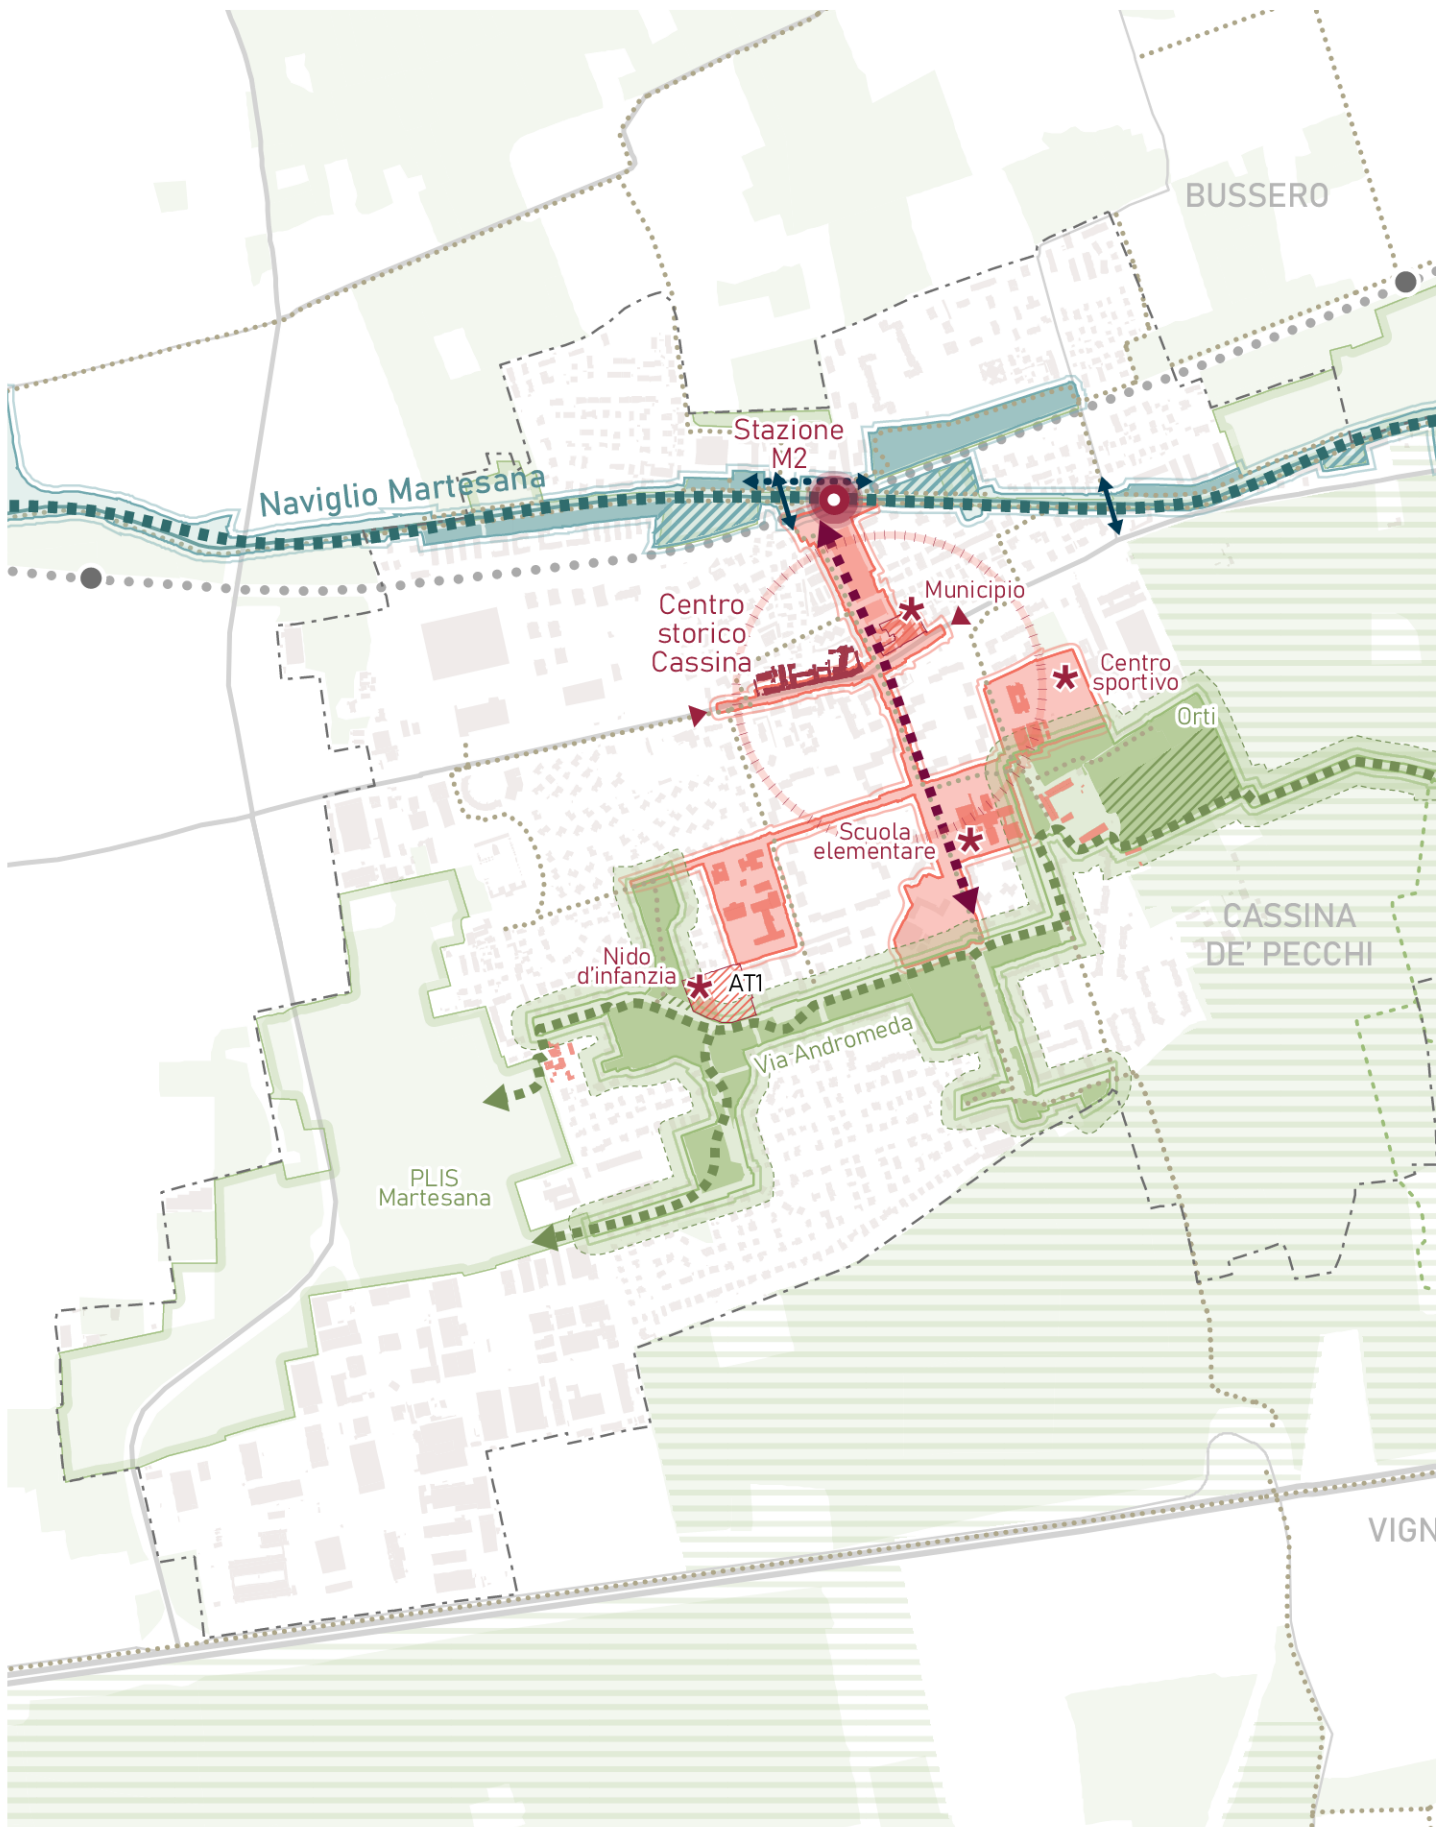 BUSSERO
Stazione
M2
Naviglio Martesana
Municipio
Centro
storico
Cassina
Centro
sportivo
Orti
Scuola
elementare
CASSINA
DE' PECCHI
Nido
d'infanzia
AT1
Via Andromeda
PLIS
Martesana
VIGN